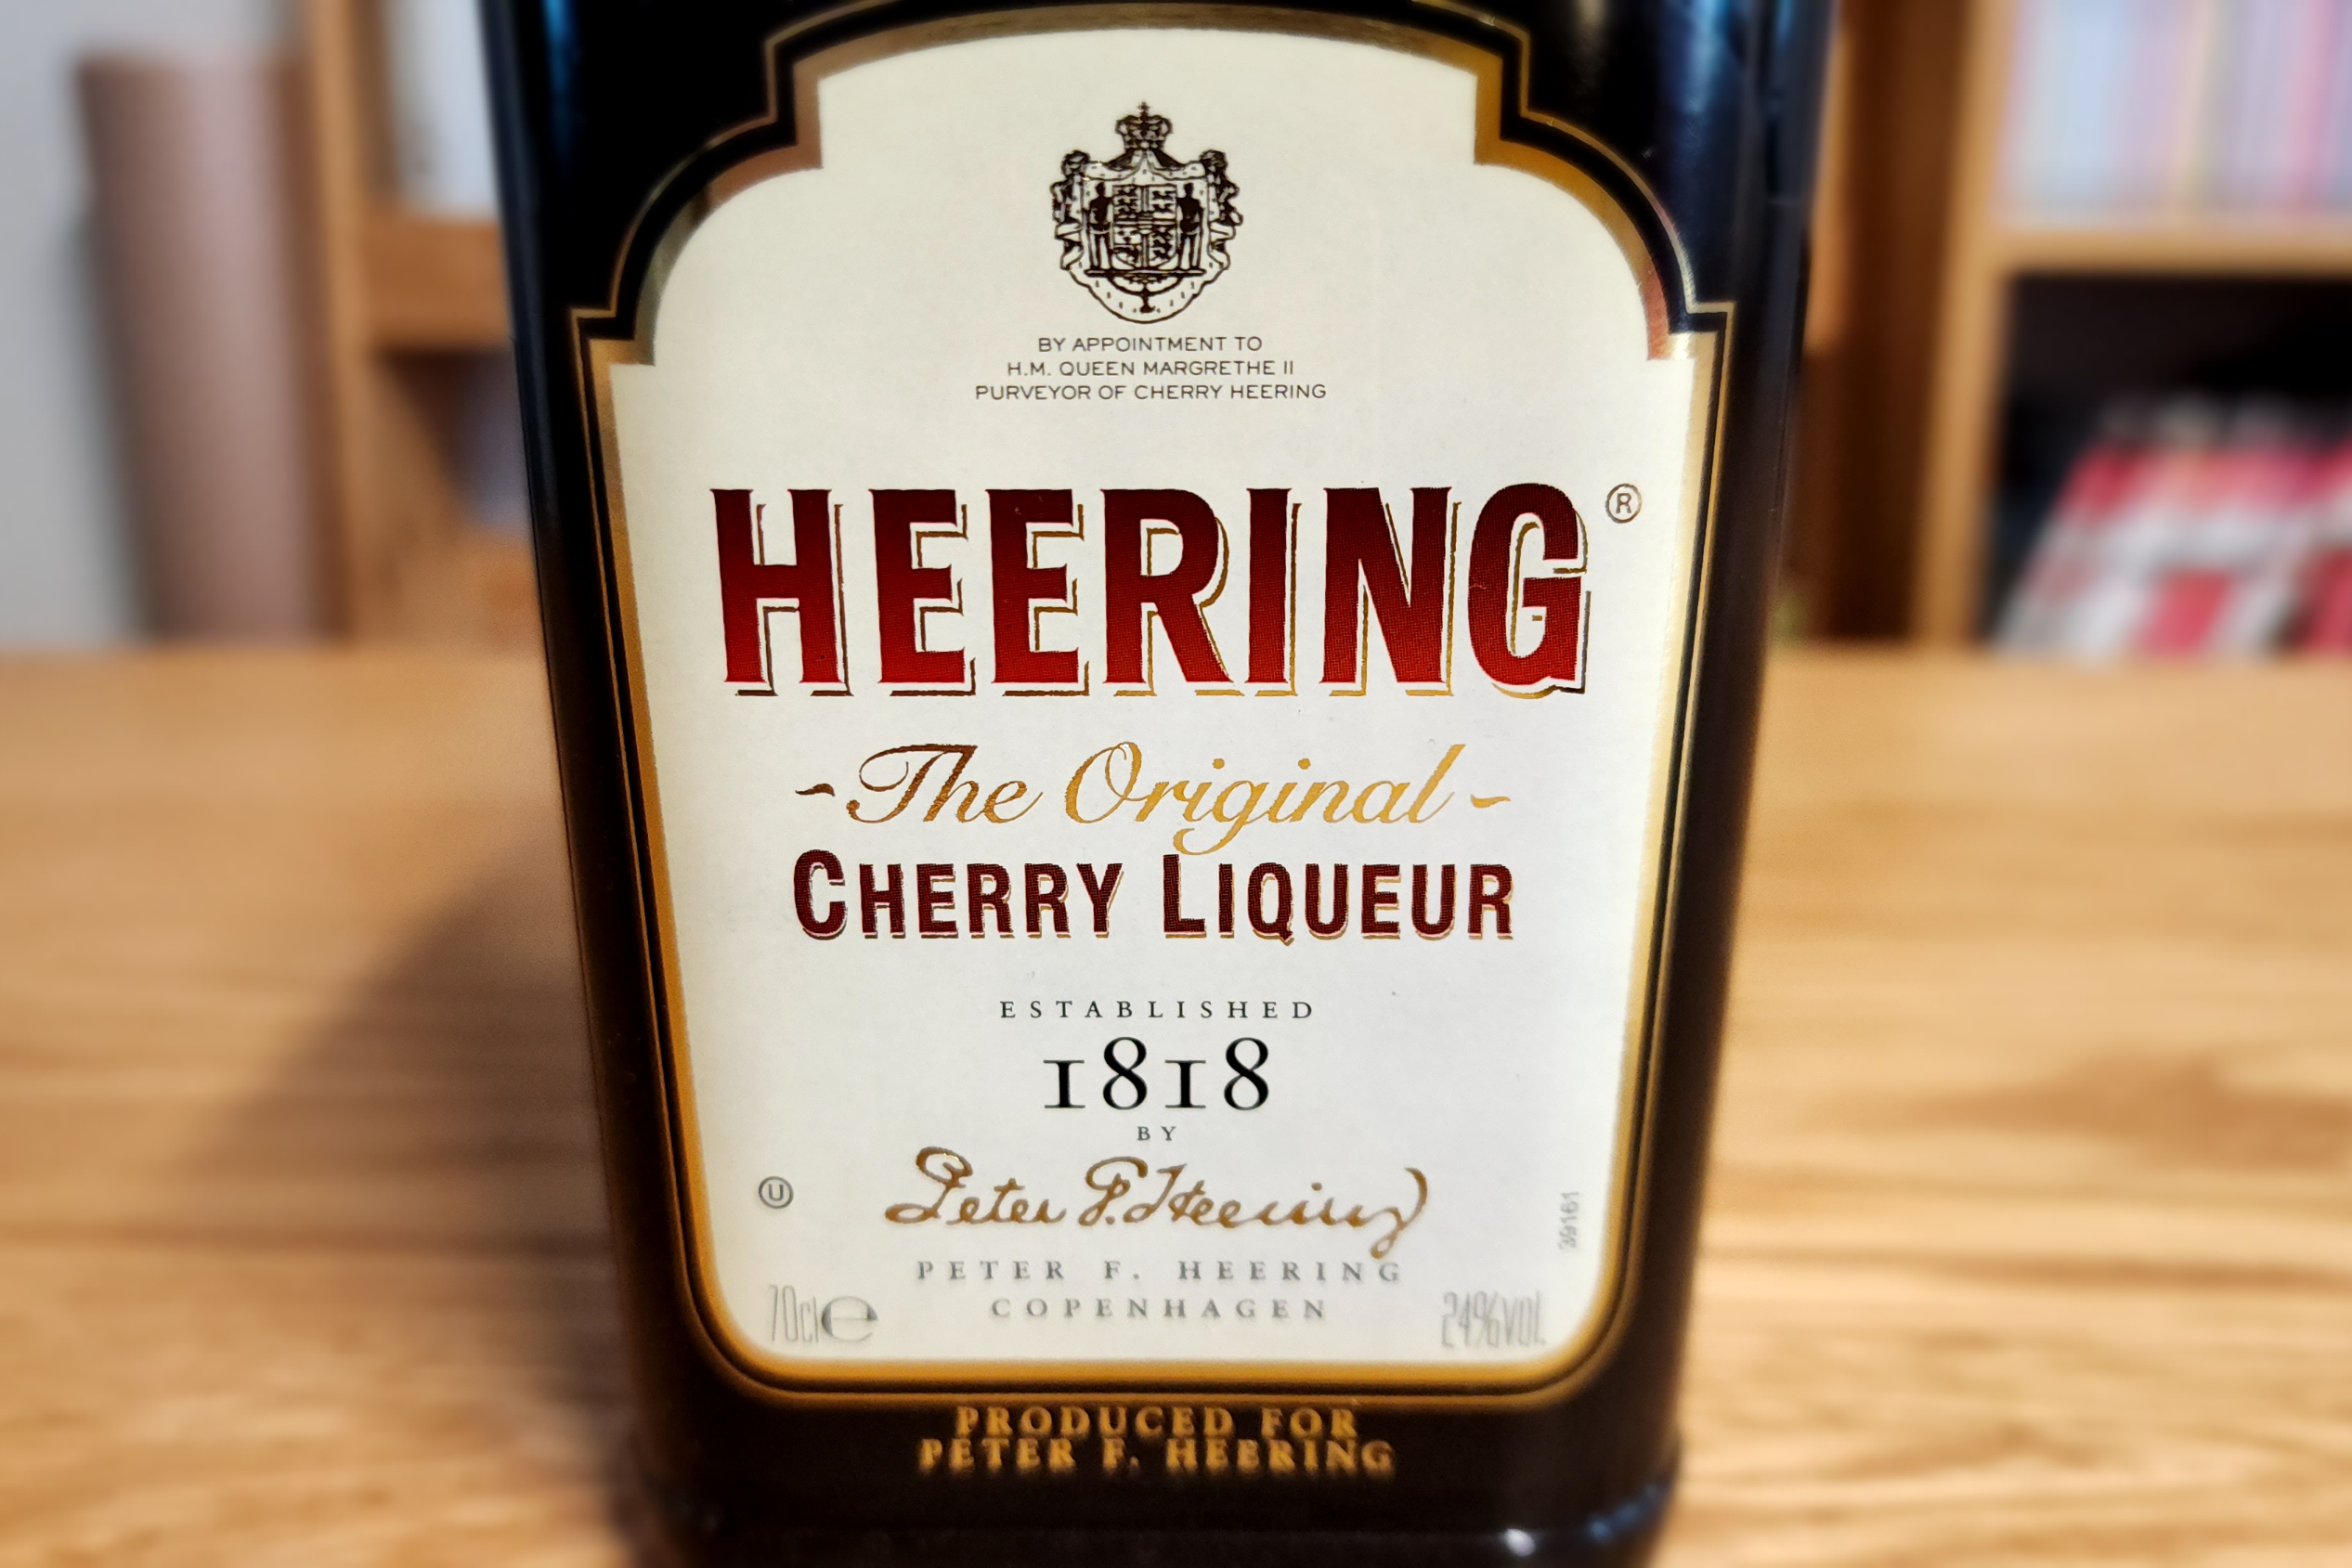 BY APPOINTMENT TO
H.M. QUEEN MARGRETHE II
PURVEYOR OF CHERRY HEERING
HEERING®
~The Original~
CHERRY LIQUEUR
ESTABLISHED
1818
BY
Peter F. Heering
Ⓤ
39161
PETER F. HEERING
COPENHAGEN
70cl ℮
24%VOL
PRODUCED FOR
PETER F. HEERING